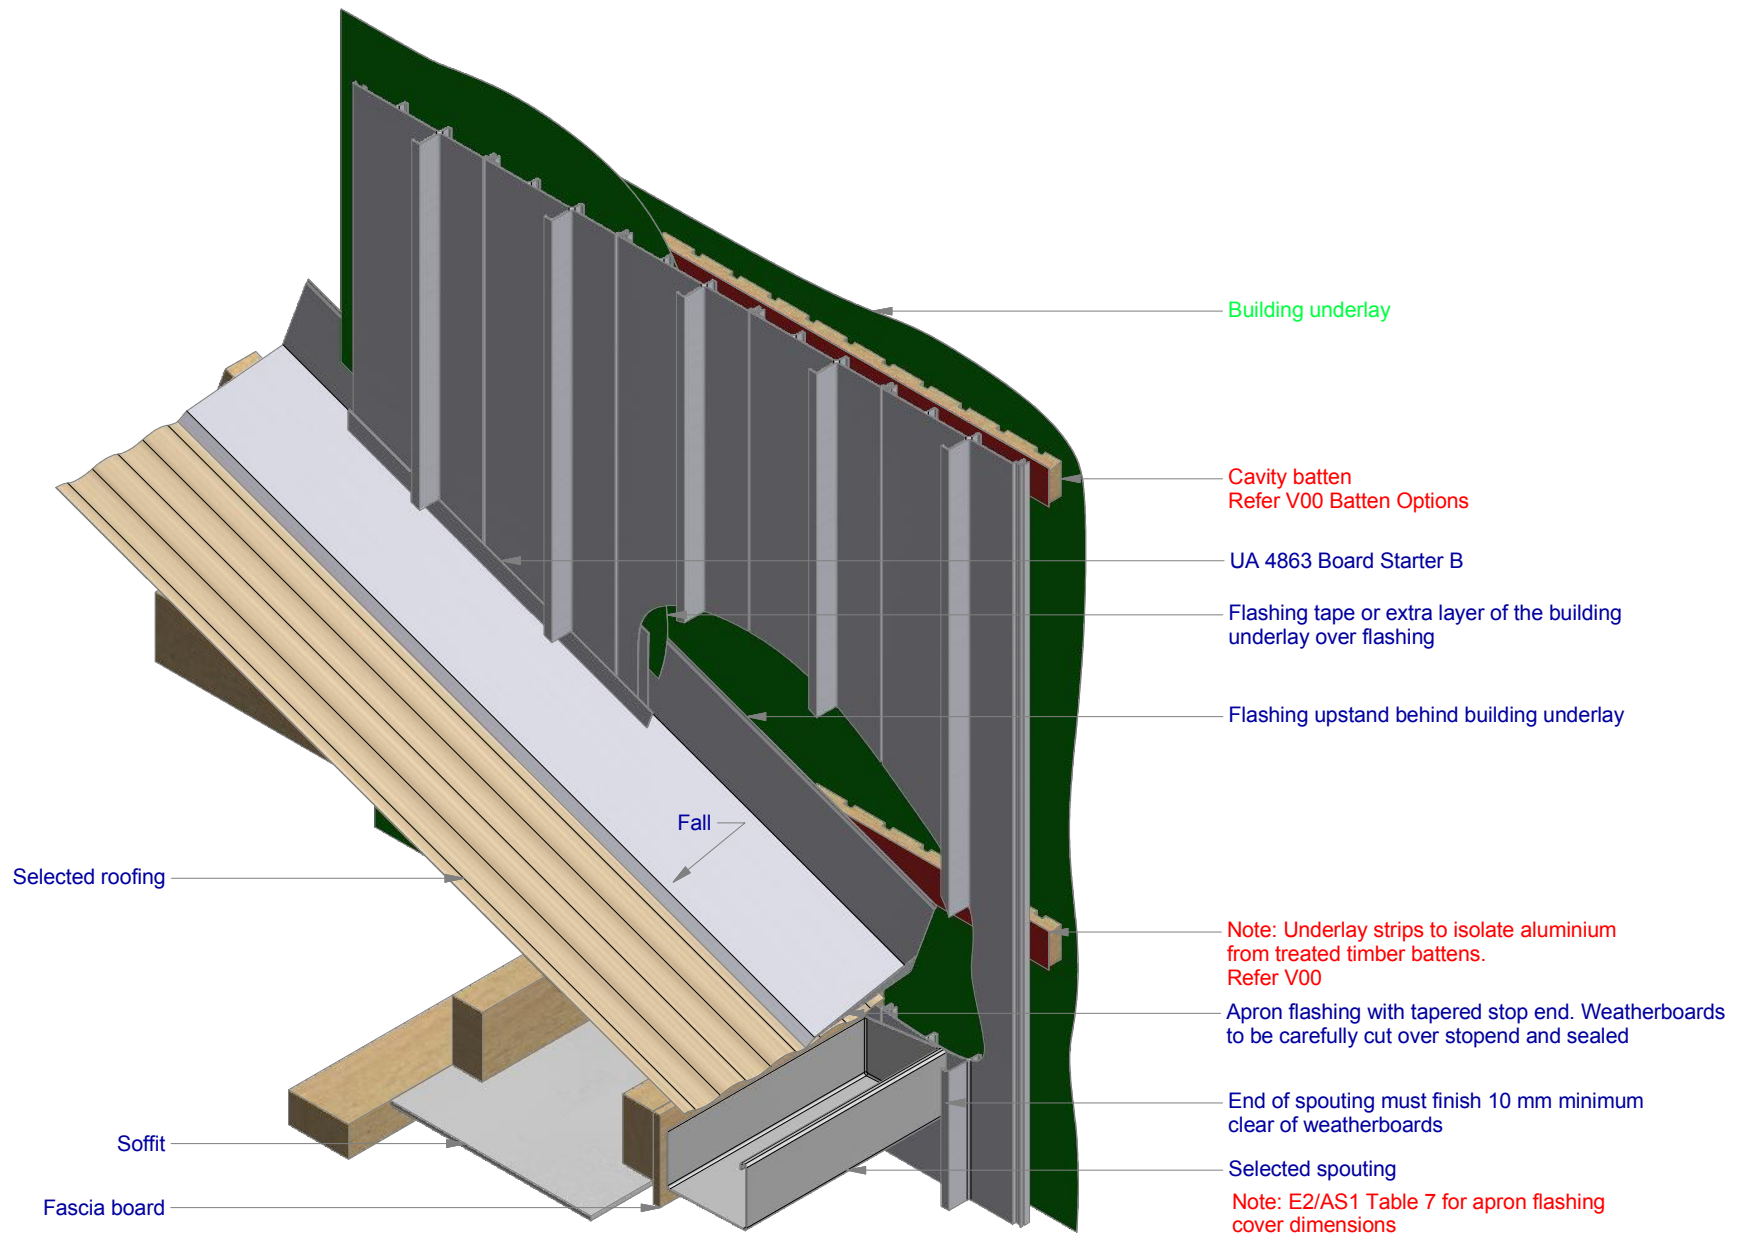 Building underlay
Cavity batten
Refer V00 Batten Options
UA 4863 Board Starter B
Flashing tape or extra layer of the building
underlay over flashing
Flashing upstand behind building underlay
Fall
Selected roofing
Note: Underlay strips to isolate aluminium
from treated timber battens.
Refer V00
Apron flashing with tapered stop end. Weatherboards
to be carefully cut over stopend and sealed
End of spouting must finish 10 mm minimum
clear of weatherboards
Soffit
Selected spouting
Fascia board
Note: E2/AS1 Table 7 for apron flashing
cover dimensions